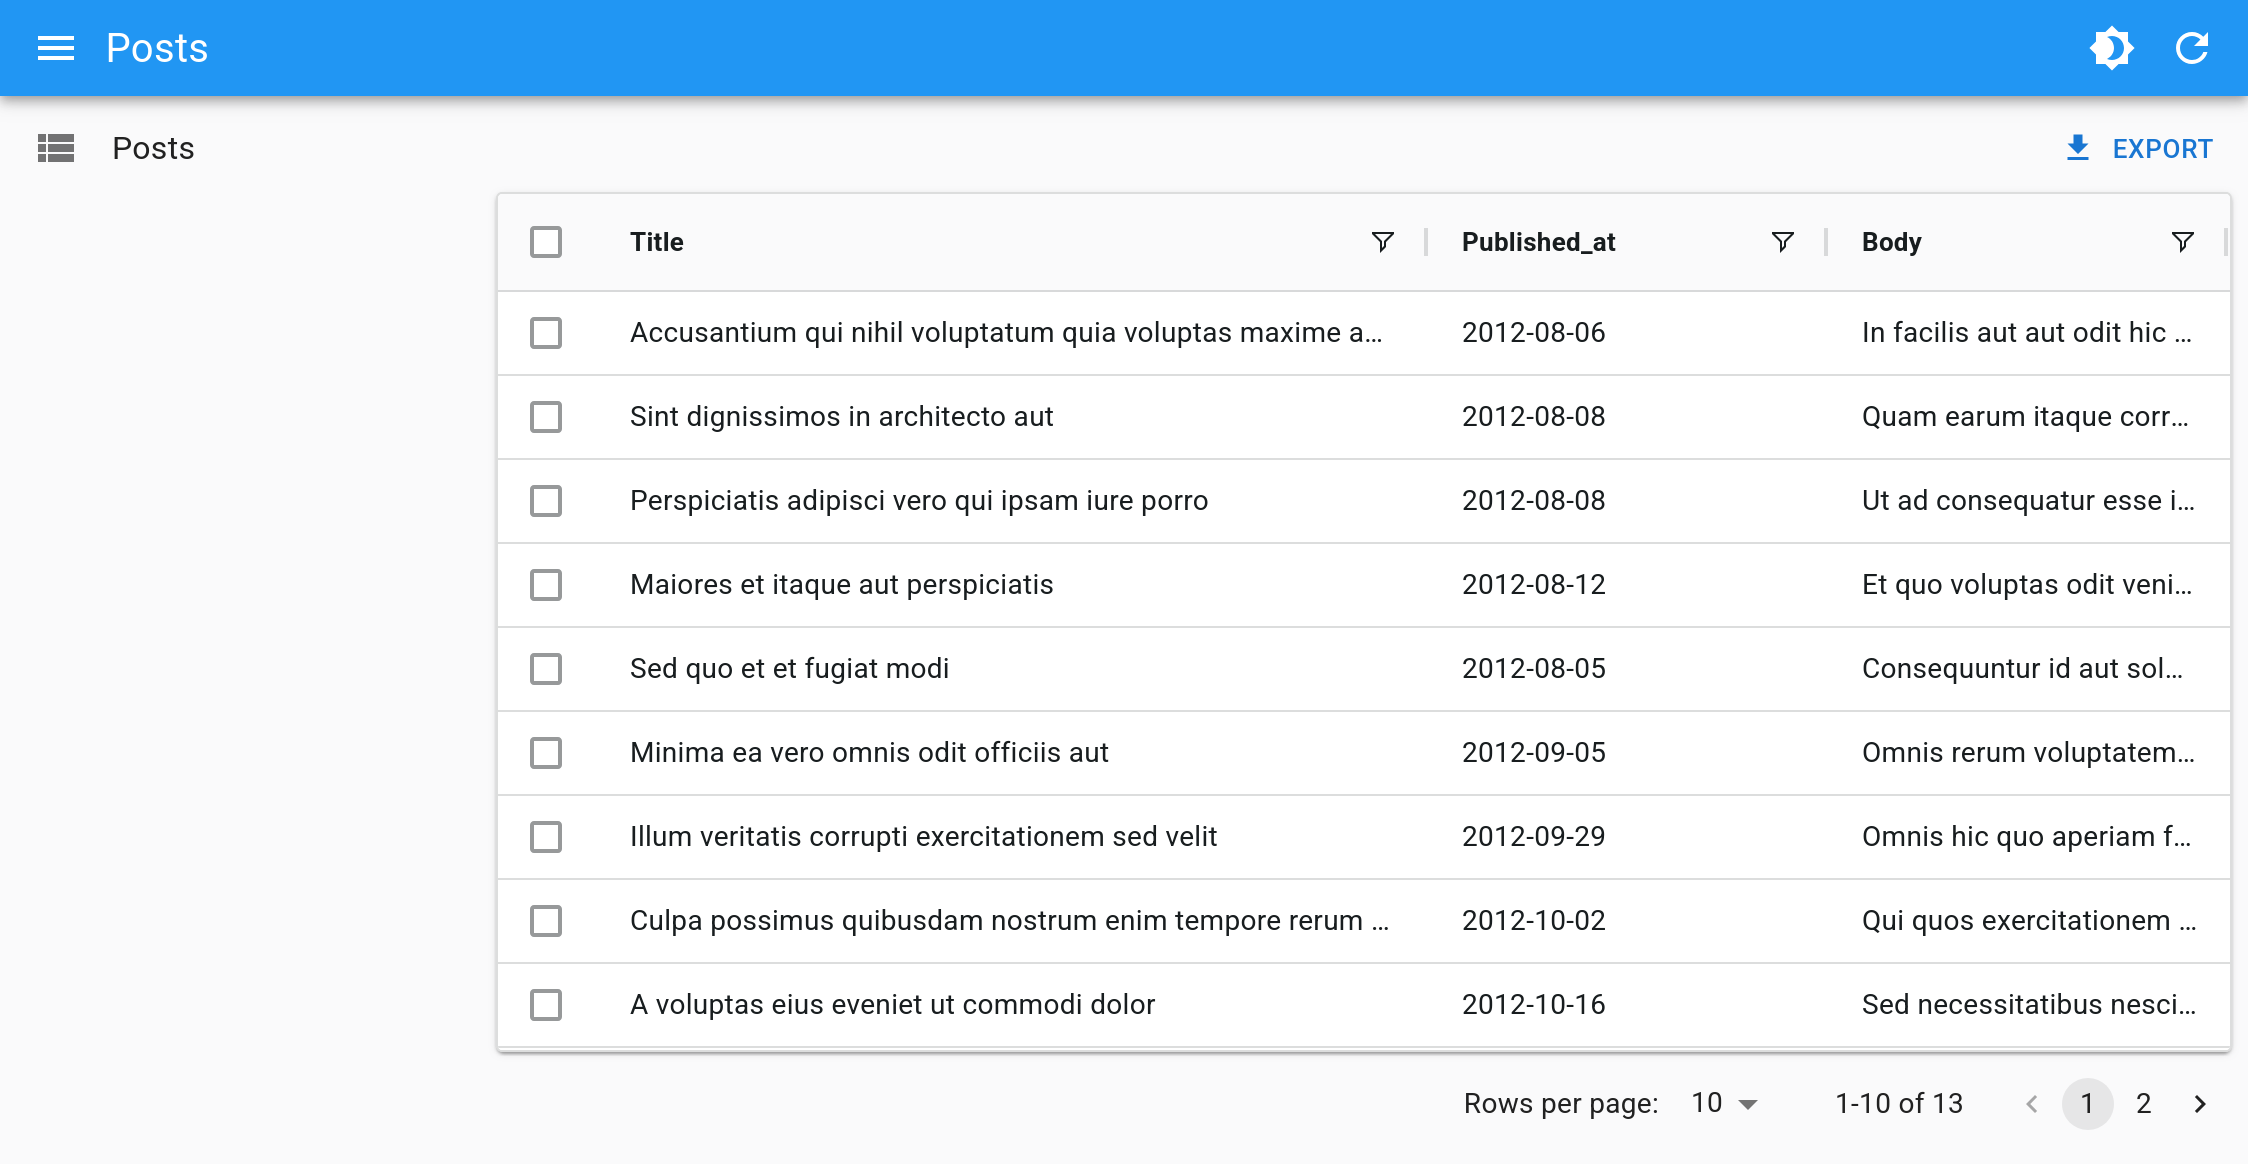 Posts
Posts
EXPORT
Title Published_at Body
Accusantium qui nihil voluptatum quia voluptas maxime a... 2012-08-06 In facilis aut aut odit hic ...
Sint dignissimos in architecto aut 2012-08-08 Quam earum itaque corr...
Perspiciatis adipisci vero qui ipsam iure porro 2012-08-08 Ut ad consequatur esse i...
Maiores et itaque aut perspiciatis 2012-08-12 Et quo voluptas odit veni...
Sed quo et et fugiat modi 2012-08-05 Consequuntur id aut sol...
Minima ea vero omnis odit officiis aut 2012-09-05 Omnis rerum voluptatem...
Illum veritatis corrupti exercitationem sed velit 2012-09-29 Omnis hic quo aperiam f...
Culpa possimus quibusdam nostrum enim tempore rerum ... 2012-10-02 Qui quos exercitationem ...
A voluptas eius eveniet ut commodi dolor 2012-10-16 Sed necessitatibus nesci...
Rows per page: 10 1-10 of 13 1 2